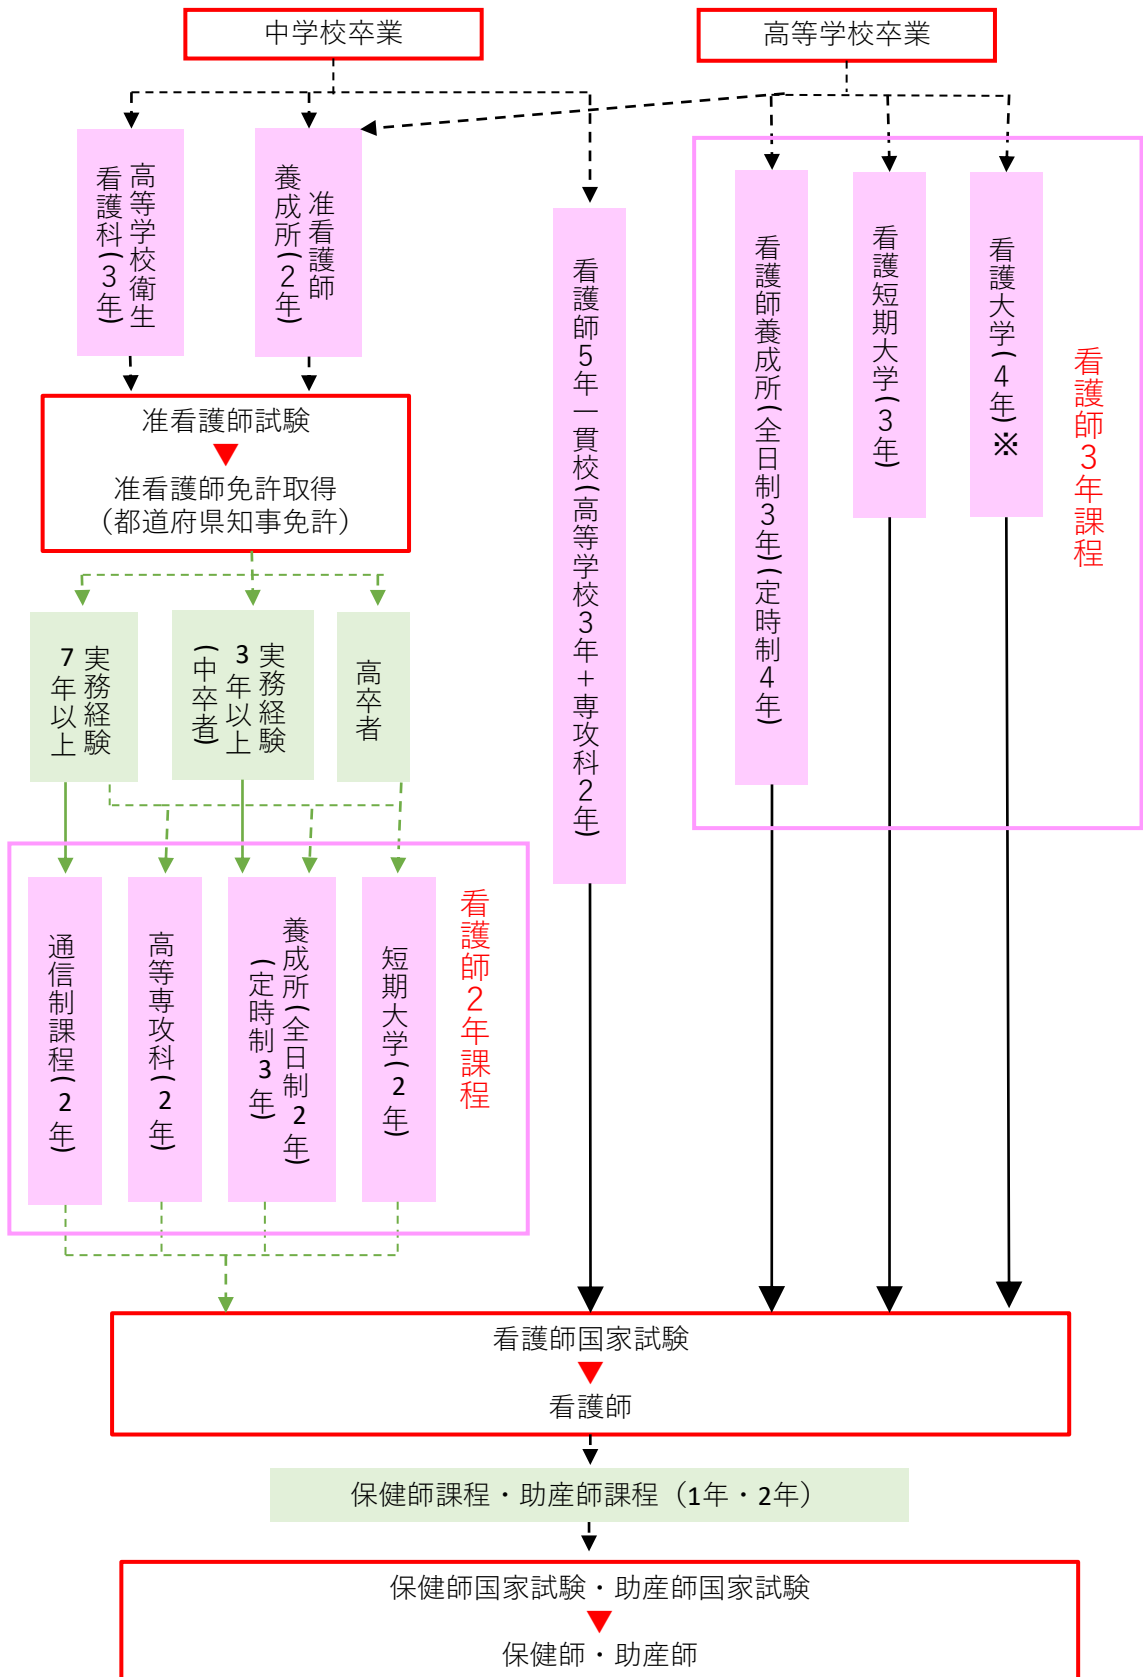 中学校卒業
高等学校卒業
高等学校衛生
看護科(3年)
准看護師
養成所(2年)
看護師5年一貫校(高等学校3年+専攻科2年)
看護師養成所(全日制3年)(定時制4年)
看護短期大学(3年)
看護大学(4年)※
看護師3年課程
准看護師試験
▼
准看護師免許取得
（都道府県知事免許）
実務経験
7年以上
実務経験
3年以上
(中卒者)
高卒者
通信制課程(2年)
高等専攻科(2年)
養成所(全日制2年)
(定時制3年)
短期大学(2年)
看護師2年課程
看護師国家試験
▼
看護師
保健師課程・助産師課程（1年・2年）
保健師国家試験・助産師国家試験
▼
保健師・助産師